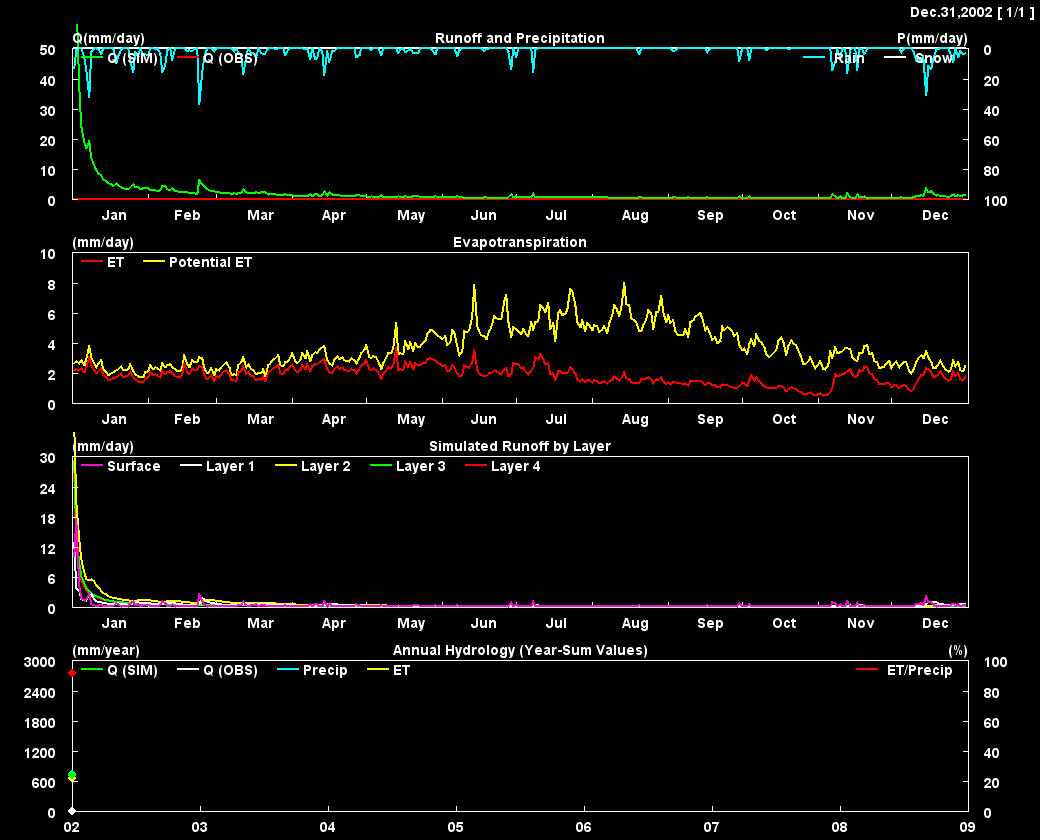 Dec.31,2002 [ 1/1 ]
Q(mm/day) Runoff and Precipitation P(mm/day)
50 0
Q (SIM) Q (OBS) Rain Snow
40 20
30 40
20 60
10 80
0 100
Jan Feb Mar Apr May Jun Jul Aug Sep Oct Nov Dec
(mm/day) Evapotranspiration
10
ET Potential ET
8
6
4
2
0
Jan Feb Mar Apr May Jun Jul Aug Sep Oct Nov Dec
(mm/day) Simulated Runoff by Layer
30
Surface Layer 1 Layer 2 Layer 3 Layer 4
24
18
12
6
0
Jan Feb Mar Apr May Jun Jul Aug Sep Oct Nov Dec
(mm/year) Annual Hydrology (Year-Sum Values) (%)
3000 100
Q (SIM) Q (OBS) Precip ET ET/Precip
2400 80
1800 60
1200 40
600 20
0 0
02 03 04 05 06 07 08 09